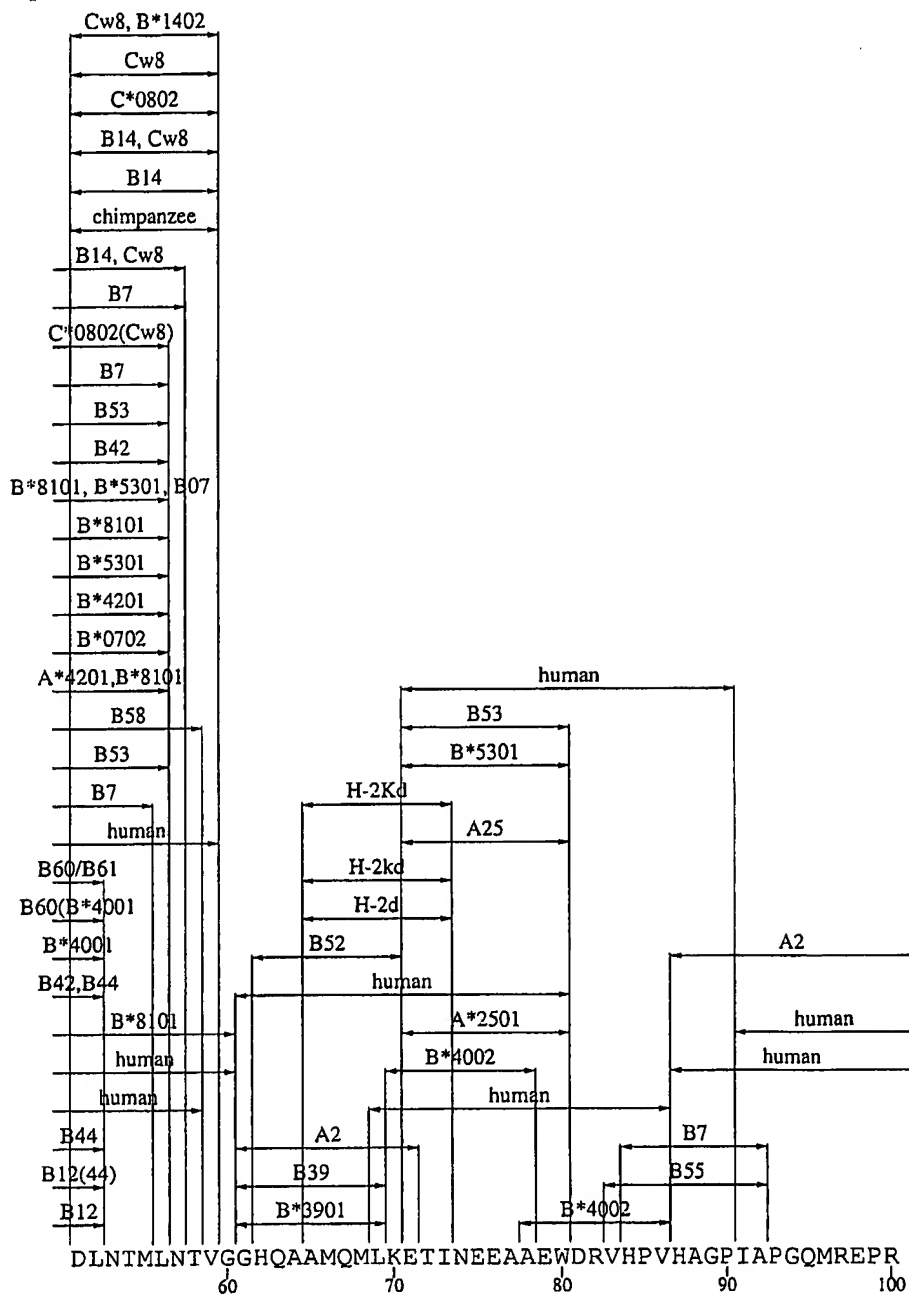 Cw8, B*1402
Cw8
C*0802
B14, Cw8
B14
chimpanzee
B14, Cw8
B7
C*0802(Cw8)
B7
B53
B42
B*8101, B*5301, B07
B*8101
B*5301
B*4201
B*0702
A*4201,B*8101
human
B58
B53
B53
B*5301
B7
H-2Kd
human
A25
B60/B61
H-2kd
B60(B*4001
H-2d
B*4001
B52
A2
B42,B44
human
B*8101
A*2501
human
human
B*4002
human
human
human
B44
A2
B7
B12(44)
B39
B55
B12
B*3901
B*4002
DLNTMLNTVGGHQAAMQMLKETINEEAAEWDRVHPVHAGPIAPGQMREPR
60 70 80 90 100